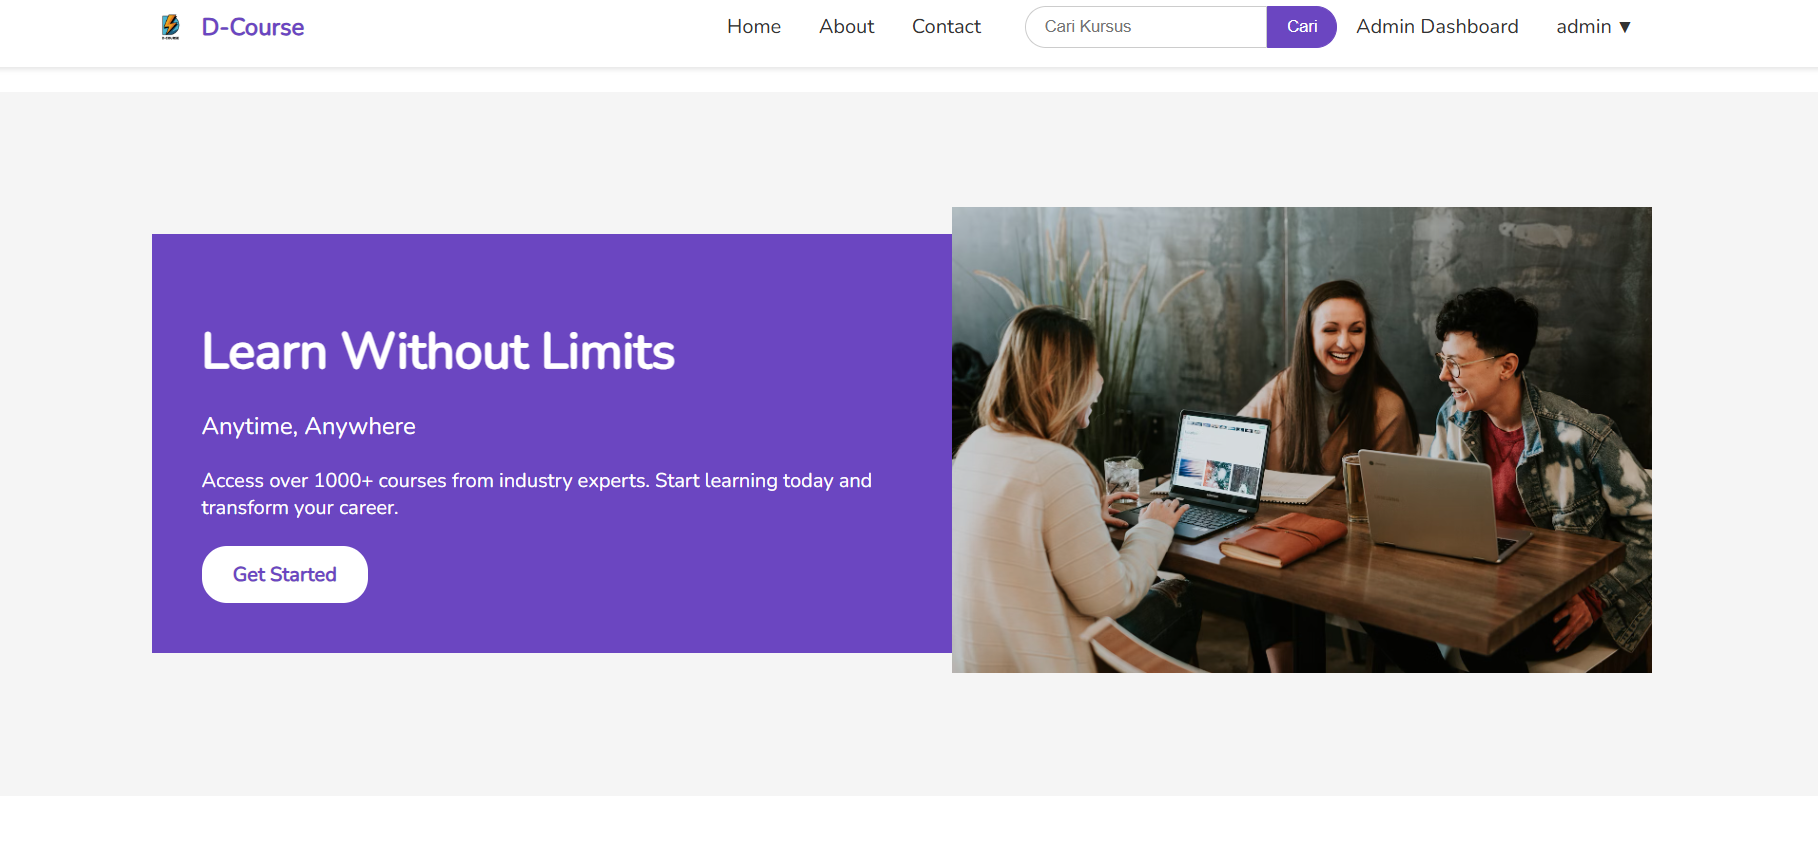 D-COURSE
D-Course
Home
About
Contact
Cari Kursus
Cari
Admin Dashboard
admin ▼
Learn Without Limits
Anytime, Anywhere
Access over 1000+ courses from industry experts. Start learning today and
transform your career.
Get Started